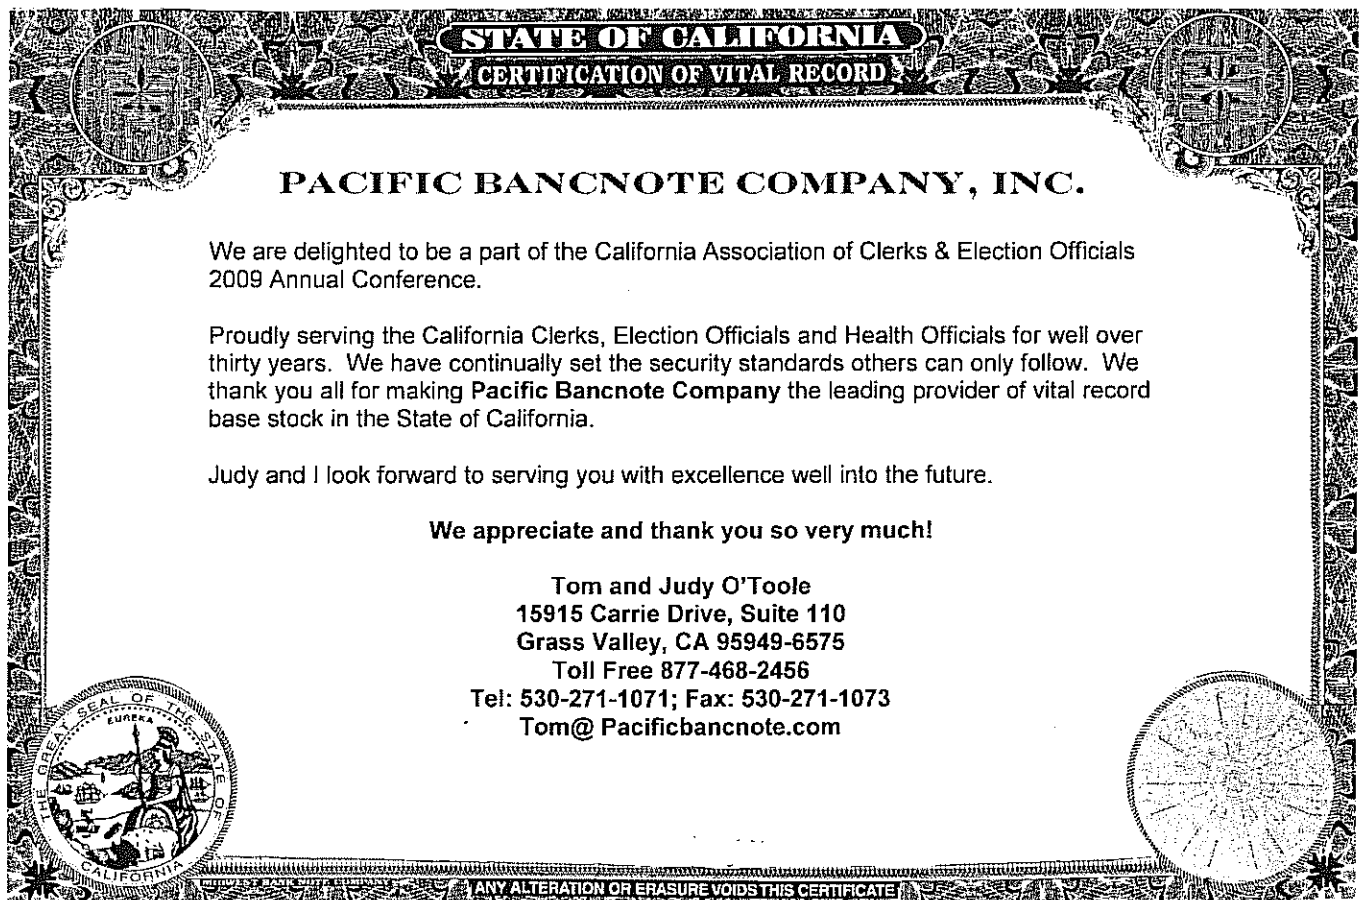 STATE OF CALIFORNIA
CERTIFICATION OF VITAL RECORD
PACIFIC BANCNOTE COMPANY, INC.
We are delighted to be a part of the California Association of Clerks & Election Officials
2009 Annual Conference.
Proudly serving the California Clerks, Election Officials and Health Officials for well over
thirty years. We have continually set the security standards others can only follow. We
thank you all for making Pacific Bancnote Company the leading provider of vital record
base stock in the State of California.
Judy and I look forward to serving you with excellence well into the future.
We appreciate and thank you so very much!
Tom and Judy O'Toole
15915 Carrie Drive, Suite 110
Grass Valley, CA 95949-6575
Toll Free 877-468-2456
Tel: 530-271-1071; Fax: 530-271-1073
Tom@ Pacificbancnote.com
THE GREAT SEAL OF THE STATE OF CALIFORNIA
EUREKA
ANY ALTERATION OR ERASURE VOIDS THIS CERTIFICATE